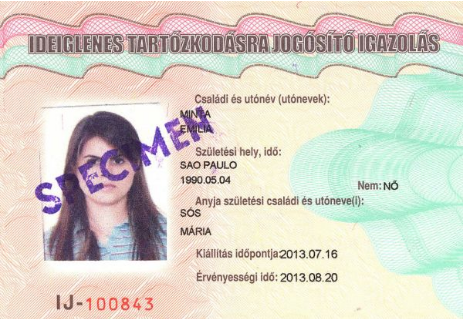 IDEIGLENES TARTÓZKODÁSRA JOGOSÍTÓ IGAZOLÁS
Családi és utónév (utónevek):
MINTA
EMILIA
SPECIMEN
Születési hely, idő:
SAO PAULO
1990.05.04
Nem: NŐ
Anyja születési családi és utóneve(i):
SÓS
MÁRIA
Kiállítás időpontja:2013.07.16
Érvényességi idő: 2013.08.20
IJ-100843